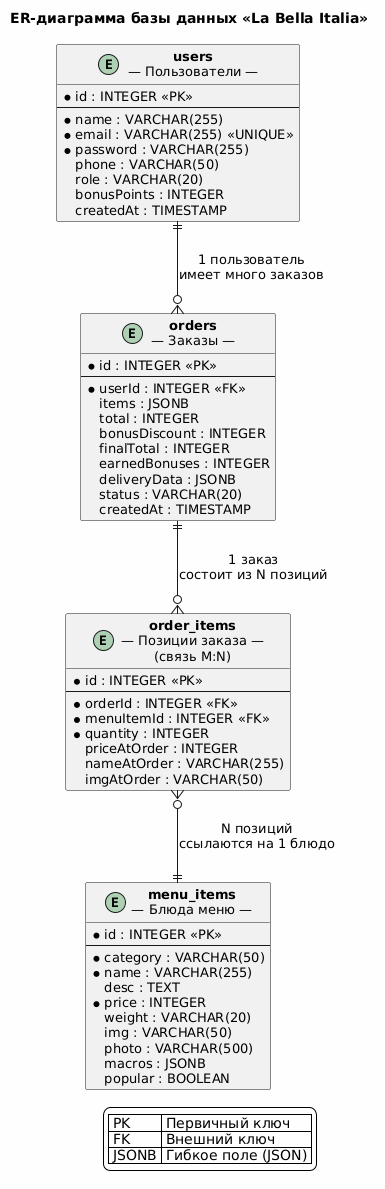 ER-диаграмма базы данных «La Bella Italia»
E
users
— Пользователи —
id : INTEGER «PK»
name : VARCHAR(255)
email : VARCHAR(255) «UNIQUE»
password : VARCHAR(255)
phone : VARCHAR(50)
role : VARCHAR(20)
bonusPoints : INTEGER
createdAt : TIMESTAMP
1 пользователь
имеет много заказов
E
orders
— Заказы —
id : INTEGER «PK»
userId : INTEGER «FK»
items : JSONB
total : INTEGER
bonusDiscount : INTEGER
finalTotal : INTEGER
earnedBonuses : INTEGER
deliveryData : JSONB
status : VARCHAR(20)
createdAt : TIMESTAMP
1 заказ
состоит из N позиций
E
order_items
— Позиции заказа —
(связь M:N)
id : INTEGER «PK»
orderId : INTEGER «FK»
menuItemId : INTEGER «FK»
quantity : INTEGER
priceAtOrder : INTEGER
nameAtOrder : VARCHAR(255)
imgAtOrder : VARCHAR(50)
N позиций
ссылаются на 1 блюдо
E
menu_items
— Блюда меню —
id : INTEGER «PK»
category : VARCHAR(50)
name : VARCHAR(255)
desc : TEXT
price : INTEGER
weight : VARCHAR(20)
img : VARCHAR(50)
photo : VARCHAR(500)
macros : JSONB
popular : BOOLEAN
PK Первичный ключ
FK Внешний ключ
JSONB Гибкое поле (JSON)